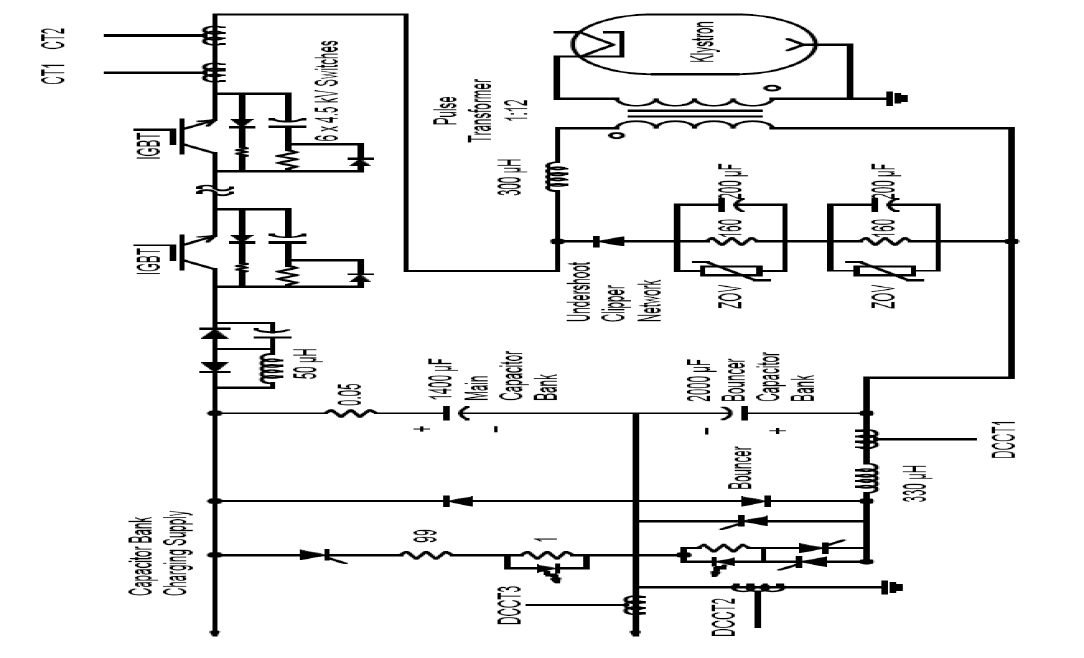 CT1 CT2
IGBT
6 x 4.5 kV Switches
IGBT
50 µH
0.05
1400 µF
Main
Capacitor
Bank
+
-
2000 µF
Bouncer
Capacitor
Bank
-
+
Bouncer
Capacitor Bank
Charging Supply
99
1
DCCT3
DCCT2
330 µH
DCCT1
Undershoot
Clipper
Network
300 µH
Pulse
Transformer
1:12
Klystron
200 µF
160
ZOV
200 µF
160
ZOV